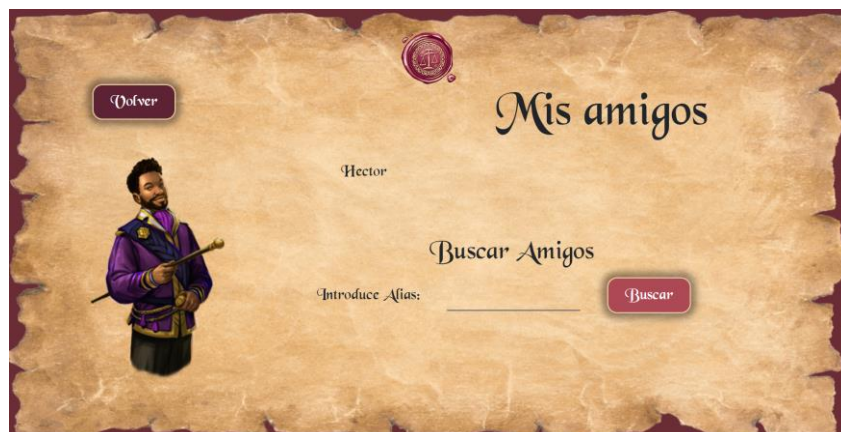 Volver
Mis amigos
Hector
Buscar Amigos
Introduce Alias:
Buscar